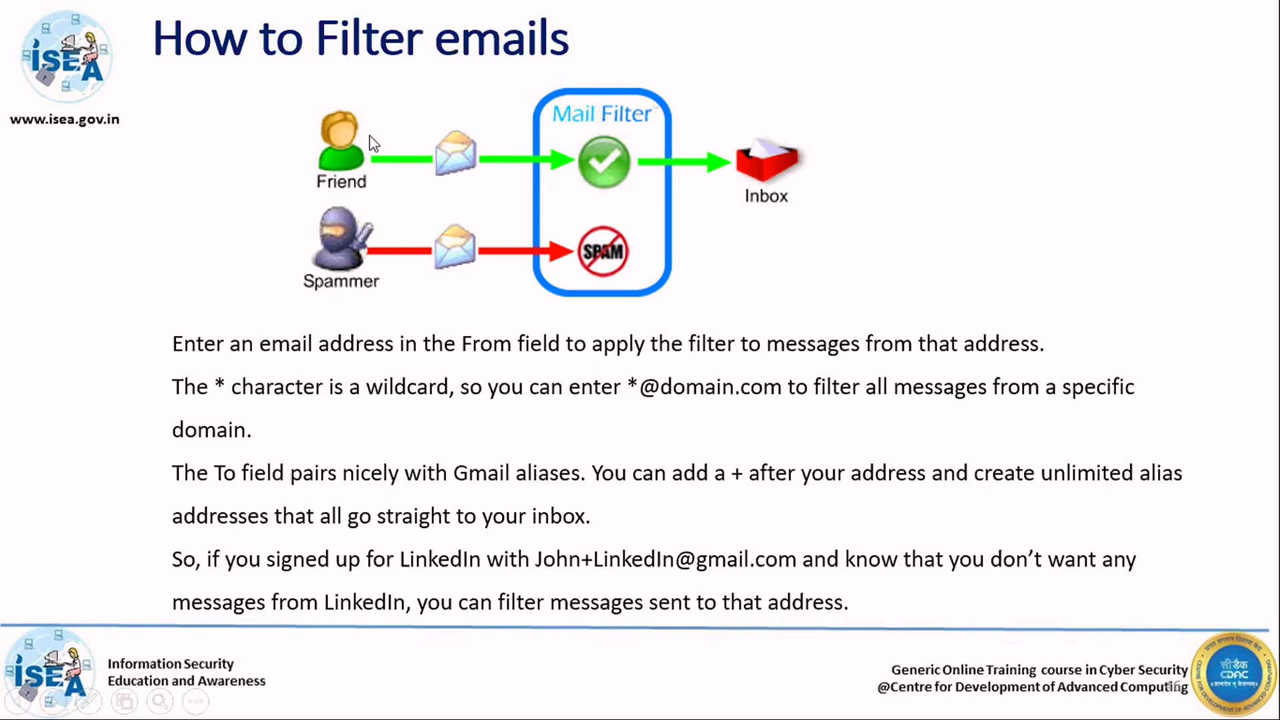 How to Filter emails
ISEA
www.isea.gov.in
Mail Filter
Friend
Inbox
SPAM
Spammer
Enter an email address in the From field to apply the filter to messages from that address.
The * character is a wildcard, so you can enter *@domain.com to filter all messages from a specific
domain.
The To field pairs nicely with Gmail aliases. You can add a + after your address and create unlimited alias
addresses that all go straight to your inbox.
So, if you signed up for LinkedIn with John+LinkedIn@gmail.com and know that you don’t want any
messages from LinkedIn, you can filter messages sent to that address.
ISEA
Information Security
Education and Awareness
Generic Online Training course in Cyber Security
@Centre for Development of Advanced Computing
सी डैक
CDAC